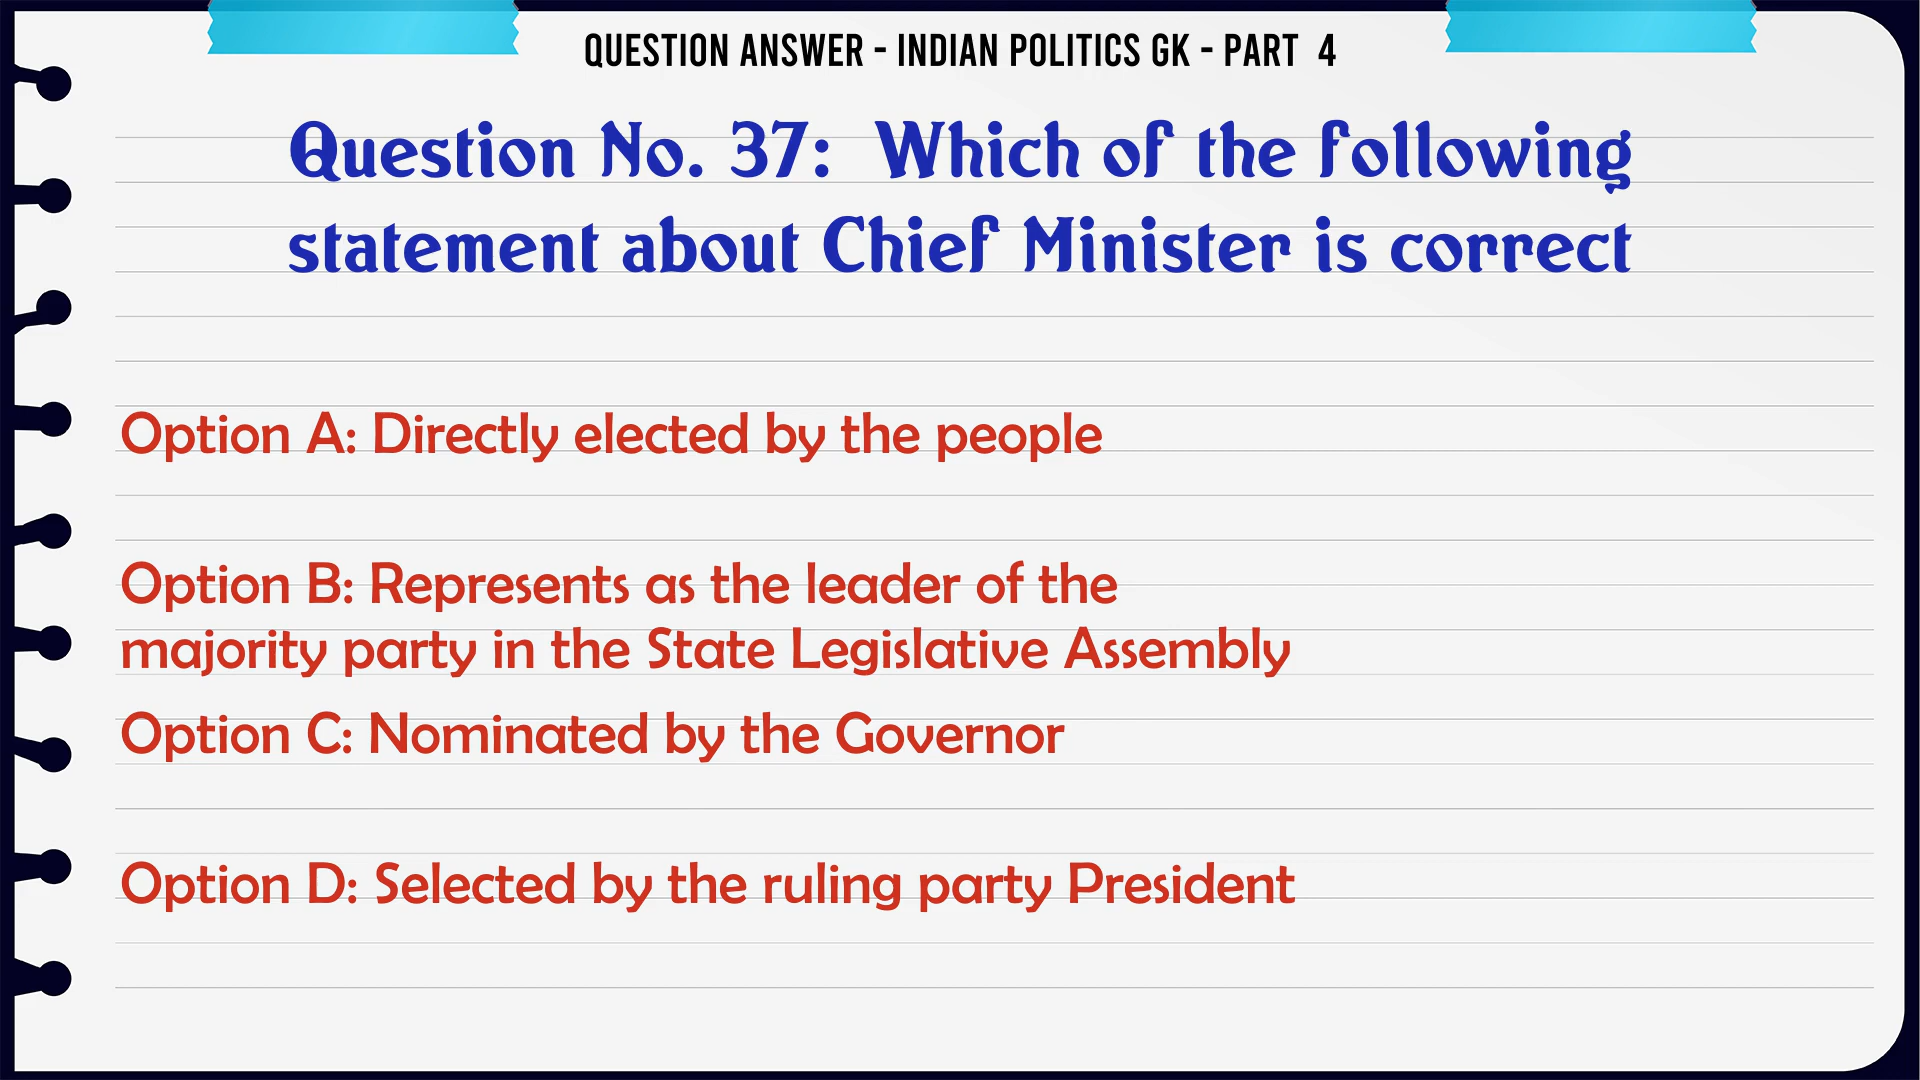 QUESTION ANSWER - INDIAN POLITICS GK - PART 4
Question No. 37: Which of the following
statement about Chief Minister is correct
Option A: Directly elected by the people
Option B: Represents as the leader of the
majority party in the State Legislative Assembly
Option C: Nominated by the Governor
Option D: Selected by the ruling party President